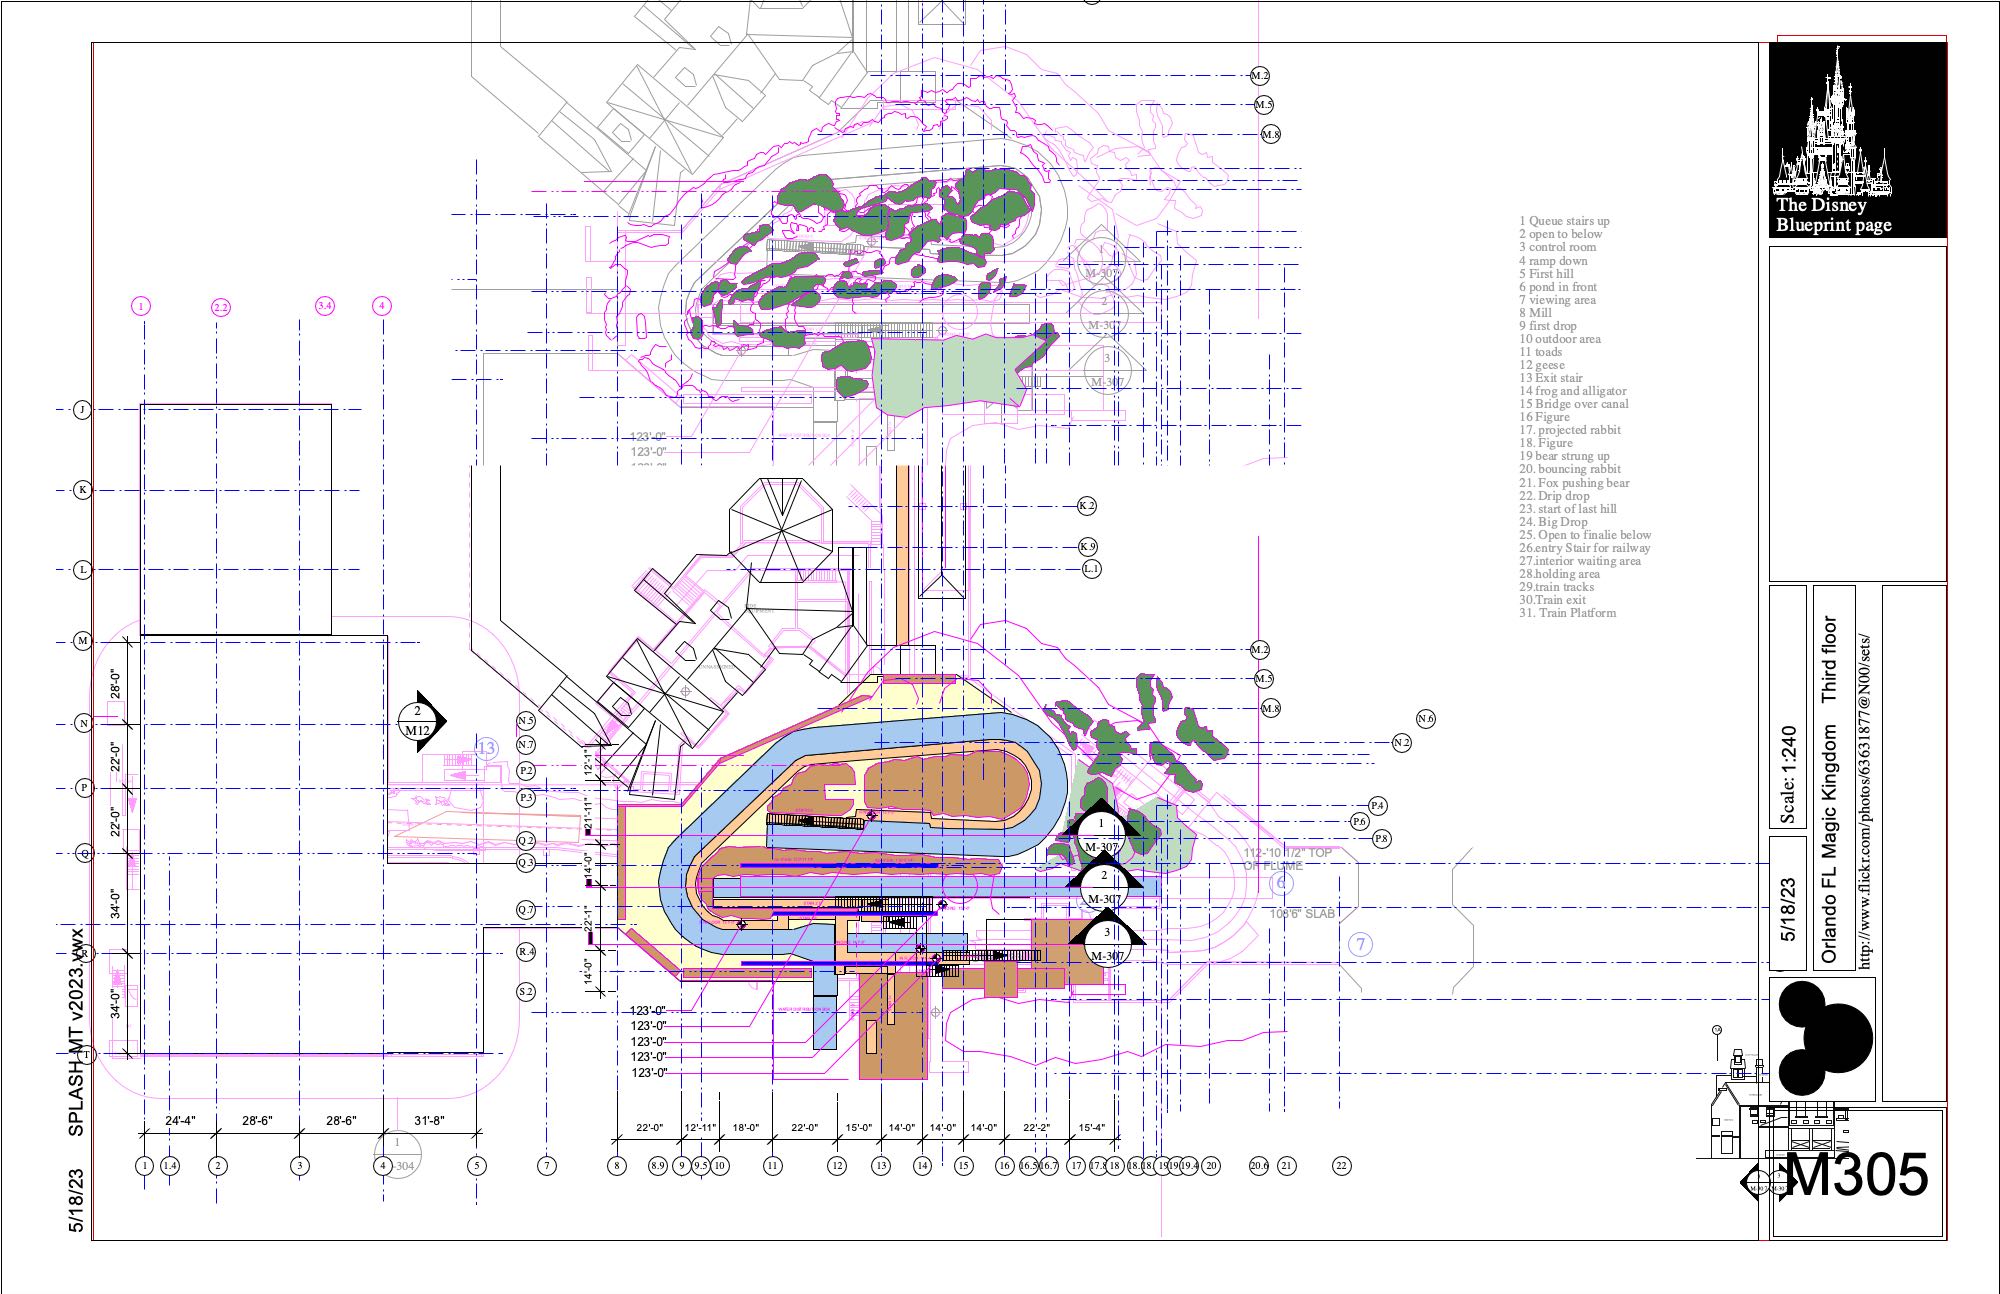 M.2
M.5
M.8
The Disney
Blueprint page
1 Queue stairs up
2 open to below
3 control room
4 ramp down
5 First hill
6 pond in front
7 viewing area
8 Mill
9 first drop
10 outdoor area
11 toads
12 geese
13 Exit stair
14 frog and alligator
15 Bridge over canal
16 Figure
17. projected rabbit
18. Figure
19 bear strung up
20. bouncing rabbit
21. Fox pushing bear
22. Drip drop
23. start of last hill
24. Big Drop
25. Open to finalie below
26.entry Stair for railway
27.interior waiting area
28.holding area
29.train tracks
30.Train exit
31. Train Platform
1
M-307
2
M-307
3
M-307
1
2.2
3.4
4
J
K
L
M
N
P
Q
R
T
123'-0"
123'-0"
K.2
K.9
L.1
M.2
M.5
M.8
N.6
N.2
P.4
P.6
P.8
2
M12
13
N.5
N.7
P.2
P.3
Q.2
Q.3
Q.7
R.4
S.2
28'-0"
22'-0"
22'-0"
34'-0"
34'-0"
12'-1"
21'-11"
14'-0"
22'-1"
14'-0"
1
M-307
2
M-307
3
M-307
112-'10 1/2" TOP
OF FLUME
6
108'6" SLAB
7
123'-0"
123'-0"
123'-0"
123'-0"
123'-0"
24'-4"
28'-6"
28'-6"
31'-8"
22'-0"
12'-11"
18'-0"
22'-0"
15'-0"
14'-0"
14'-0"
14'-0"
22'-2"
15'-4"
1
-304
1
1.4
2
3
4
5
7
8
8.9
9
9.5
10
11
12
13
14
15
16
16.5
16.7
17
17.8
18
19.4
20
20.6
21
22
5/18/23 SPLASH-MT v2023.vwx
5/18/23
Scale: 1:240
Orlando FL Magic Kingdom Third floor
http://www.flickr.com/photos/63631877@N00/sets/
M305